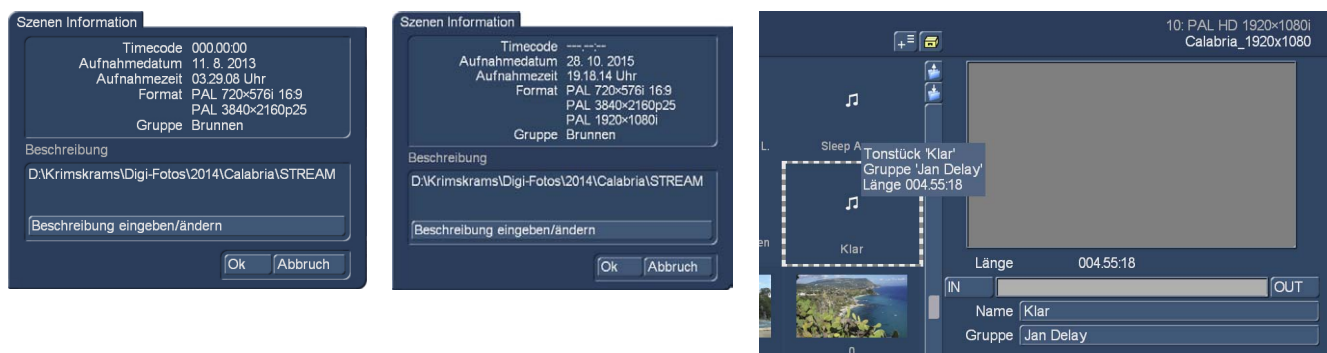 Szenen Information
Timecode 000.00:00
Aufnahmedatum 11. 8. 2013
Aufnahmezeit 03.29.08 Uhr
Format PAL 720×576i 16:9
PAL 3840×2160p25
Gruppe Brunnen
Beschreibung
D:\Krimskrams\Digi-Fotos\2014\Calabria\STREAM
Beschreibung eingeben/ändern
Ok Abbruch
Szenen Information
Timecode ---.--:--
Aufnahmedatum 28. 10. 2015
Aufnahmezeit 19.18.14 Uhr
Format PAL 720×576i 16:9
PAL 3840×2160p25
PAL 1920×1080i
Gruppe Brunnen
Beschreibung
D:\Krimskrams\Digi-Fotos\2014\Calabria\STREAM
Beschreibung eingeben/ändern
Ok Abbruch
10: PAL HD 1920×1080i
Calabria_1920x1080
L.
Sleep A
Tonstück 'Klar'
Gruppe 'Jan Delay'
Länge 004.55:18
en
Klar
Länge 004.55:18
IN OUT
Name Klar
Gruppe Jan Delay